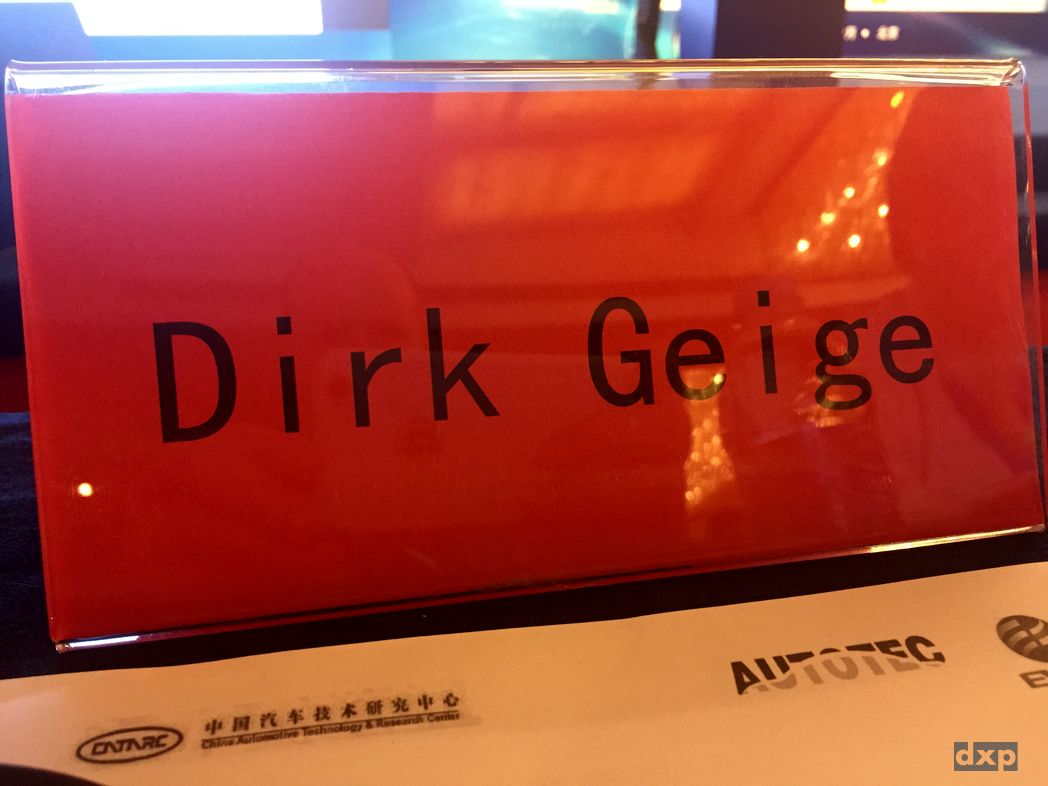 Dirk Geige
AUTOTEC
CATARC
中国汽车技术研究中心
China Automotive Technology & Research Center
dxp